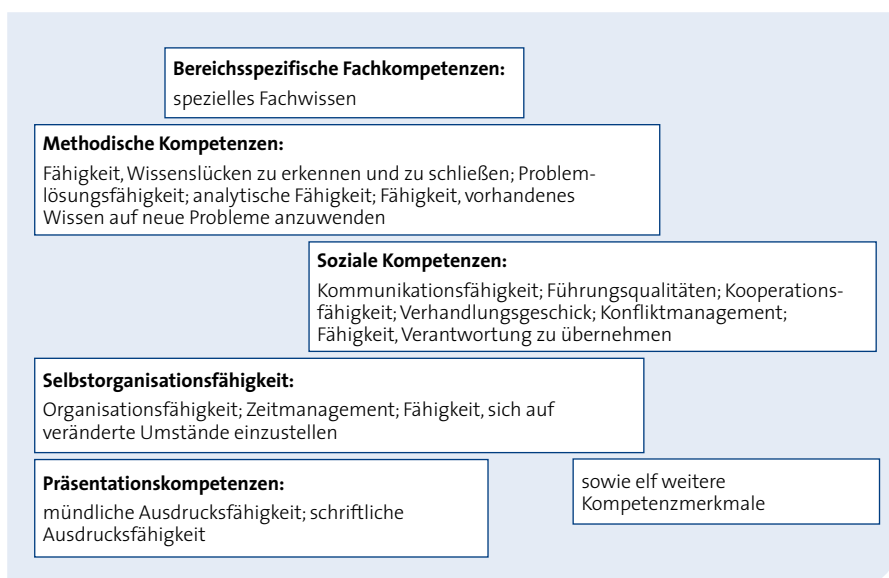 Bereichsspezifische Fachkompetenzen:
spezielles Fachwissen
Methodische Kompetenzen:
Fähigkeit, Wissenslücken zu erkennen und zu schließen; Problem-
lösungsfähigkeit; analytische Fähigkeit; Fähigkeit, vorhandenes
Wissen auf neue Probleme anzuwenden
Soziale Kompetenzen:
Kommunikationsfähigkeit; Führungsqualitäten; Kooperations-
fähigkeit; Verhandlungsgeschick; Konfliktmanagement;
Fähigkeit, Verantwortung zu übernehmen
Selbstorganisationsfähigkeit:
Organisationsfähigkeit; Zeitmanagement; Fähigkeit, sich auf
veränderte Umstände einzustellen
Präsentationskompetenzen:
mündliche Ausdrucksfähigkeit; schriftliche
Ausdrucksfähigkeit
sowie elf weitere
Kompetenzmerkmale